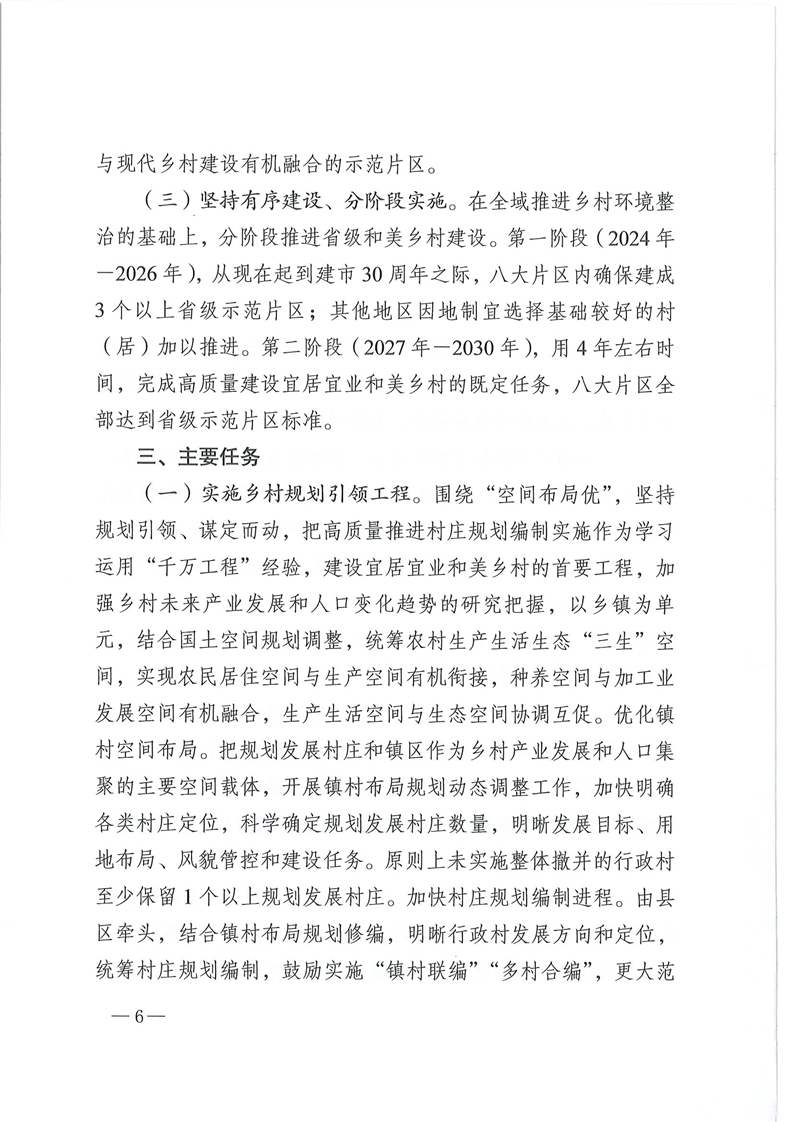 与现代乡村建设有机融合的示范片区。
（三）坚持有序建设、分阶段实施。在全域推进乡村环境整
治的基础上，分阶段推进省级和美乡村建设。第一阶段（2024 年
－2026 年），从现在起到建市 30 周年之际，八大片区内确保建成
3 个以上省级示范片区；其他地区因地制宜选择基础较好的村
（居）加以推进。第二阶段（2027 年－2030 年），用 4 年左右时
间，完成高质量建设宜居宜业和美乡村的既定任务，八大片区全
部达到省级示范片区标准。
三、主要任务
（一）实施乡村规划引领工程。围绕“空间布局优”，坚持
规划引领、谋定而动，把高质量推进村庄规划编制实施作为学习
运用“千万工程”经验，建设宜居宜业和美乡村的首要工程，加
强乡村未来产业发展和人口变化趋势的研究把握，以乡镇为单
元，结合国土空间规划调整，统筹农村生产生活生态“三生”空
间，实现农民居住空间与生产空间有机衔接，种养空间与加工业
发展空间有机融合，生产生活空间与生态空间协调互促。优化镇
村空间布局。把规划发展村庄和镇区作为乡村产业发展和人口集
聚的主要空间载体，开展镇村布局规划动态调整工作，加快明确
各类村庄定位，科学确定规划发展村庄数量，明晰发展目标、用
地布局、风貌管控和建设任务。原则上未实施整体撤并的行政村
至少保留 1 个以上规划发展村庄。加快村庄规划编制进程。由县
区牵头，结合镇村布局规划修编，明晰行政村发展方向和定位，
统筹村庄规划编制，鼓励实施“镇村联编”“多村合编”，更大范
—6—